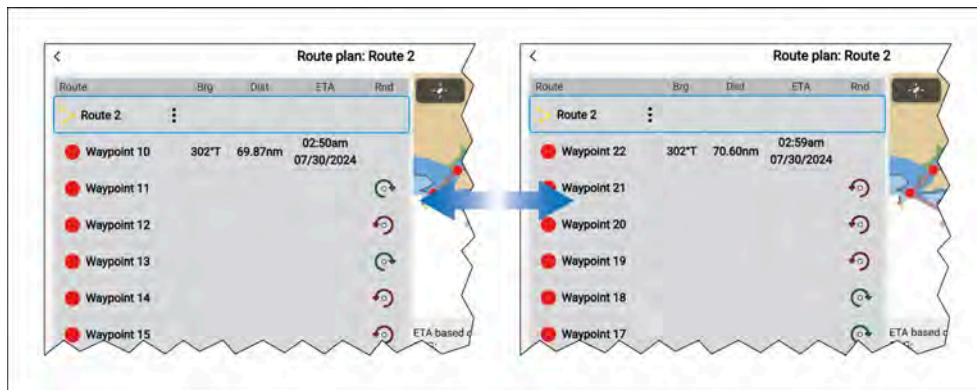 Route plan: Route 2
Route Brg Dist ETA Rnd
Route 2
Waypoint 10 302°T 69.87nm 02:50am 07/30/2024
Waypoint 11
Waypoint 12
Waypoint 13
Waypoint 14
Waypoint 15
ETA based
Route plan: Route 2
Route Brg Dist ETA Rnd
Route 2
Waypoint 22 302°T 70.60nm 02:59am 07/30/2024
Waypoint 21
Waypoint 20
Waypoint 19
Waypoint 18
Waypoint 17
ETA based